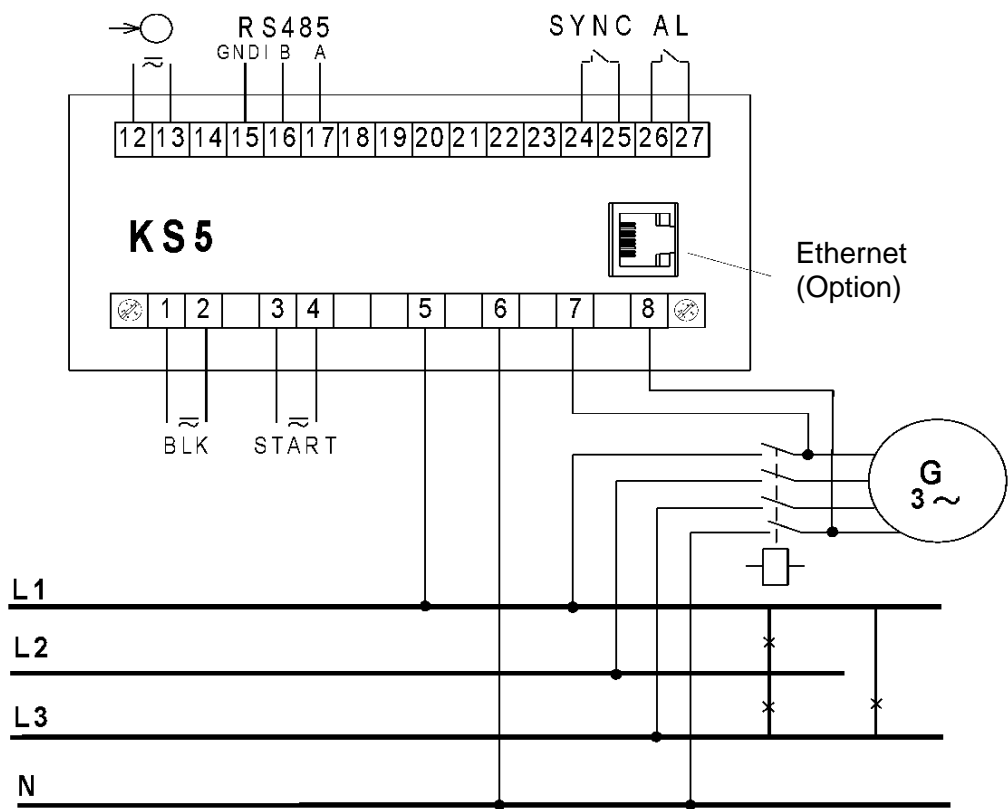 RS485
SYNC AL
GNDI B A
12 13 14 15 16 17 18 19 20 21 22 23 24 25 26 27
KS5
Ethernet
(Option)
1 2 3 4 5 6 7 8
BLK START
G
3 ~
L1
L2
L3
N